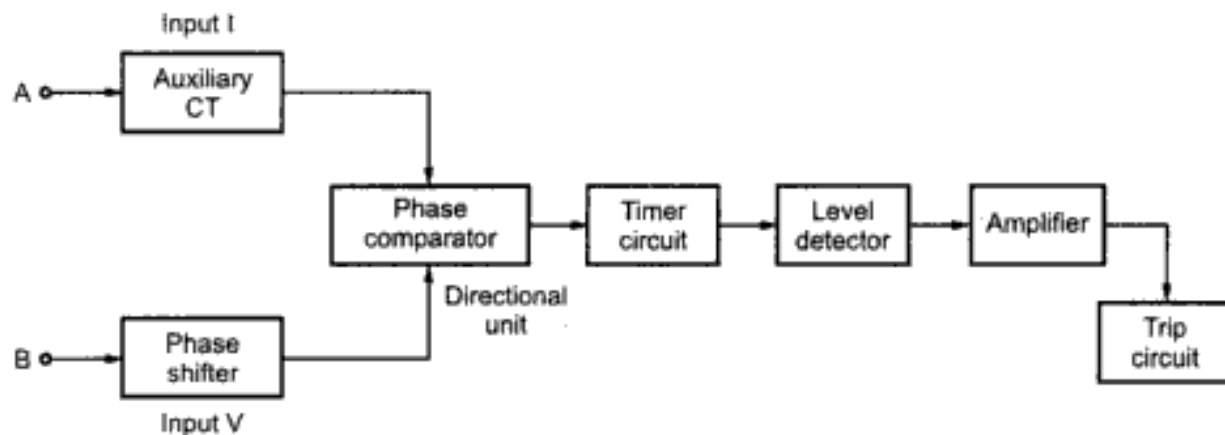 Input I
A
Auxiliary
CT
Phase
comparator
Timer
circuit
Level
detector
Amplifier
Directional
unit
B
Phase
shifter
Trip
circuit
Input V